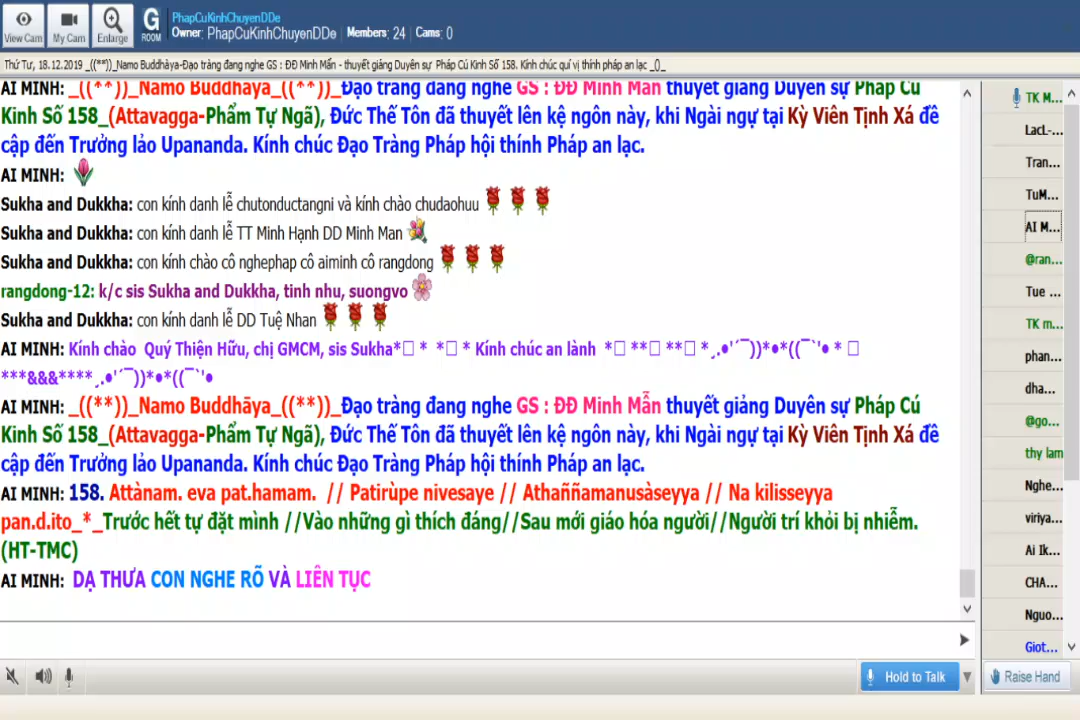 View Cam
My Cam
Enlarge
G
ROOM
PhapCuKinhChuyenDDe
Owner: PhapCuKinhChuyenDDe Members: 24 Cams: 0
Thứ Tư, 18.12.2019 _((**))_Namo Buddhàya-Đạo tràng đang nghe GS : ĐĐ Minh Mẫn - thuyết giảng Duyên sự Pháp Cú Kinh Số 158. Kính chúc quí vị thính pháp an lạc _()_
AI MINH: _((**))_Namo Buddhāya_((**))_Đạo tràng đang nghe GS : ĐĐ Minh Mẫn thuyết giảng Duyên sự Pháp Cú
Kinh Số 158_(Attavagga-Phẩm Tự Ngã), Đức Thế Tôn đã thuyết lên kệ ngôn này, khi Ngài ngự tại Kỳ Viên Tịnh Xá đề
cập đến Trưởng lảo Upananda. Kính chúc Đạo Tràng Pháp hội thính Pháp an lạc.
AI MINH:
Sukha and Dukkha: con kính danh lễ chutonductangni và kính chào chudaohuu
Sukha and Dukkha: con kính danh lễ TT Minh Hạnh DD Minh Man
Sukha and Dukkha: con kính chào cô nghephap cô aiminh cô rangdong
rangdong-12: k/c sis Sukha and Dukkha, tinh nhu, suongvo
Sukha and Dukkha: con kính danh lễ DD Tuệ Nhan
AI MINH: Kính chào Quý Thiện Hữu, chị GMCM, sis Sukha*□ * *□ * Kính chúc an lành *□ **□ **□ *¸.•'´¯))*•*((¯`'• * □
***&&&****¸.•'´¯))*•*((¯`'•
AI MINH: _((**))_Namo Buddhāya_((**))_Đạo tràng đang nghe GS : ĐĐ Minh Mẫn thuyết giảng Duyên sự Pháp Cú
Kinh Số 158_(Attavagga-Phẩm Tự Ngã), Đức Thế Tôn đã thuyết lên kệ ngôn này, khi Ngài ngự tại Kỳ Viên Tịnh Xá đề
cập đến Trưởng lảo Upananda. Kính chúc Đạo Tràng Pháp hội thính Pháp an lạc.
AI MINH: 158. Attànam. eva pat.hamam. // Patirùpe nivesaye // Athaññamanusàseyya // Na kilisseyya
pan.d.ito_*_Trước hết tự đặt mình //Vào những gì thích đáng//Sau mới giáo hóa người//Người trí khỏi bị nhiễm.
(HT-TMC)
AI MINH: DẠ THƯA CON NGHE RÕ VÀ LIÊN TỤC
TK M...
LacL-...
Tran...
TuM...
AI M...
@ran...
Tue ...
TK m...
phan...
dha...
@go...
thy lam
Nghe...
viriya...
Ai Ik...
CHA...
Nguo...
Giot...
Hold to Talk
Raise Hand